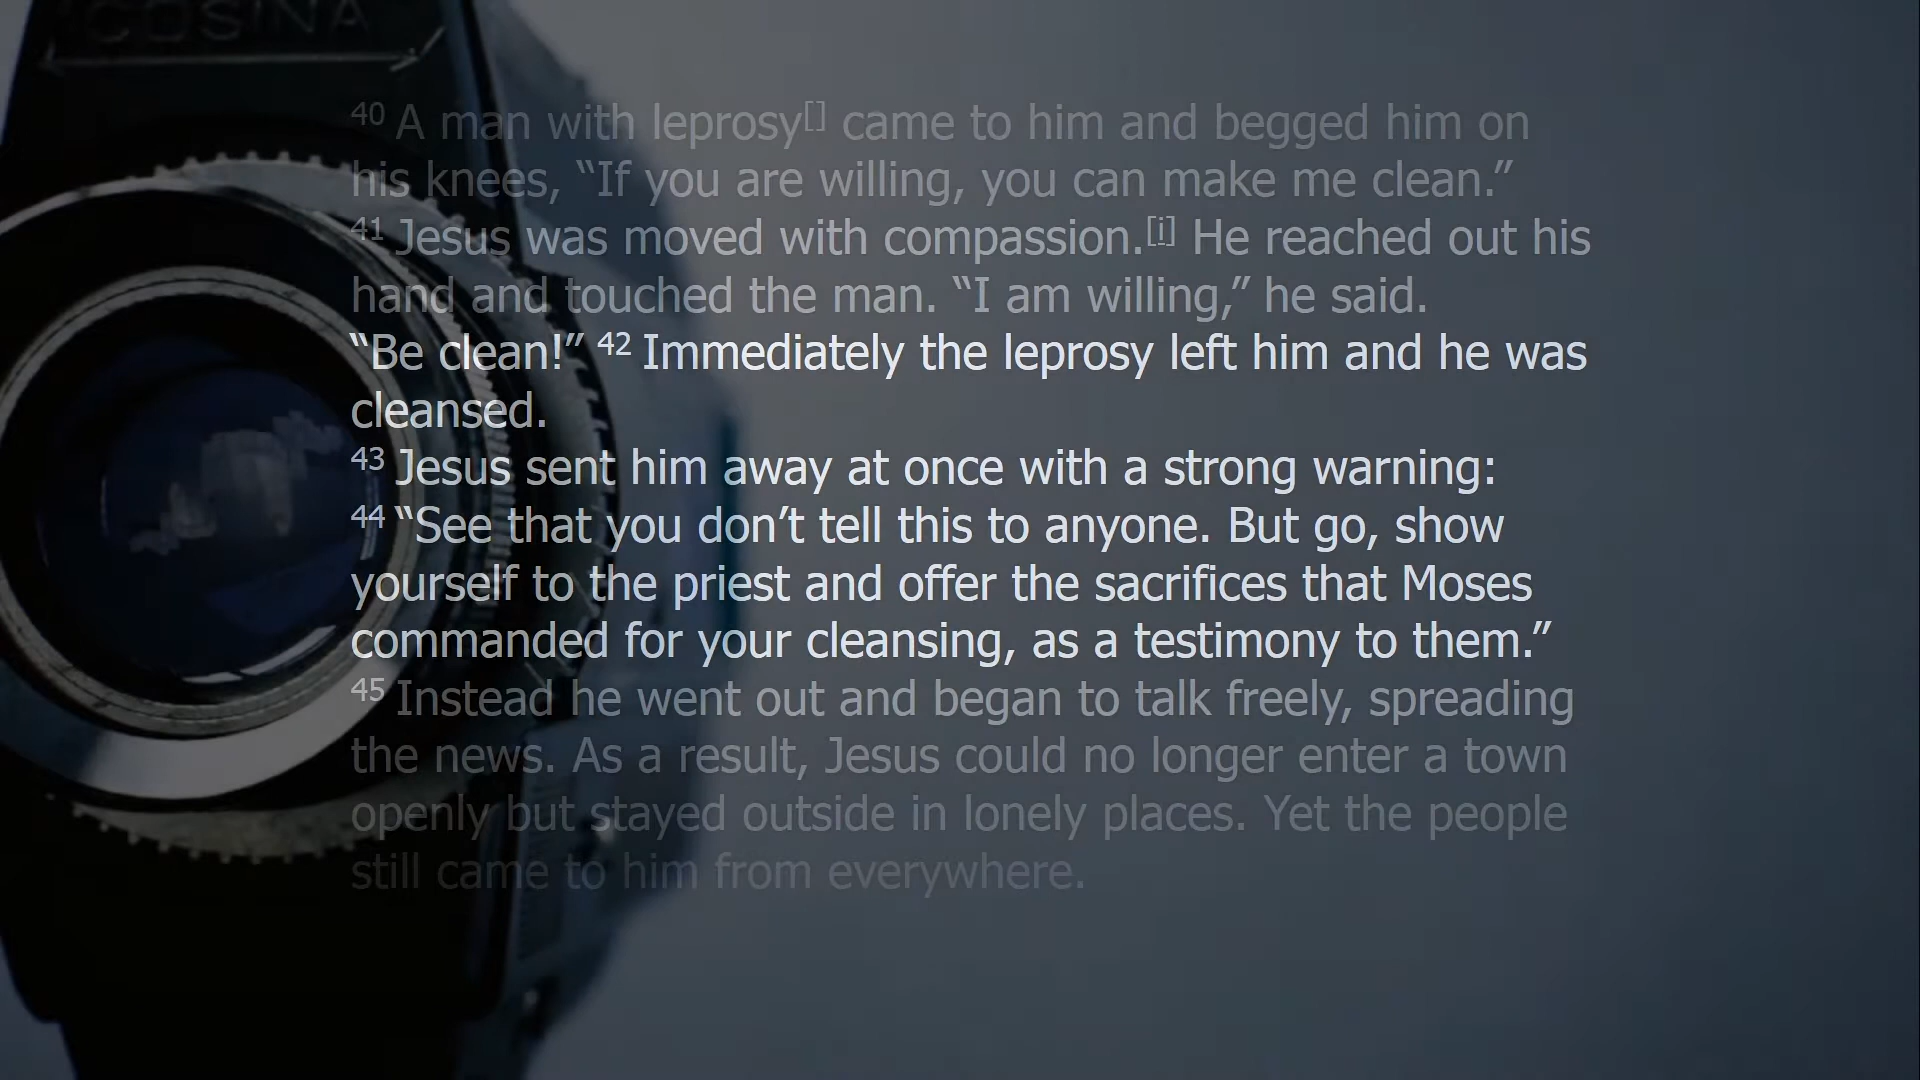 COSINA
40 A man with leprosy[] came to him and begged him on
his knees, “If you are willing, you can make me clean.”
41 Jesus was moved with compassion.[i] He reached out his
hand and touched the man. “I am willing,” he said.
“Be clean!” 42 Immediately the leprosy left him and he was
cleansed.
43 Jesus sent him away at once with a strong warning:
44 “See that you don’t tell this to anyone. But go, show
yourself to the priest and offer the sacrifices that Moses
commanded for your cleansing, as a testimony to them.”
45 Instead he went out and began to talk freely, spreading
the news. As a result, Jesus could no longer enter a town
openly but stayed outside in lonely places. Yet the people
still came to him from everywhere.